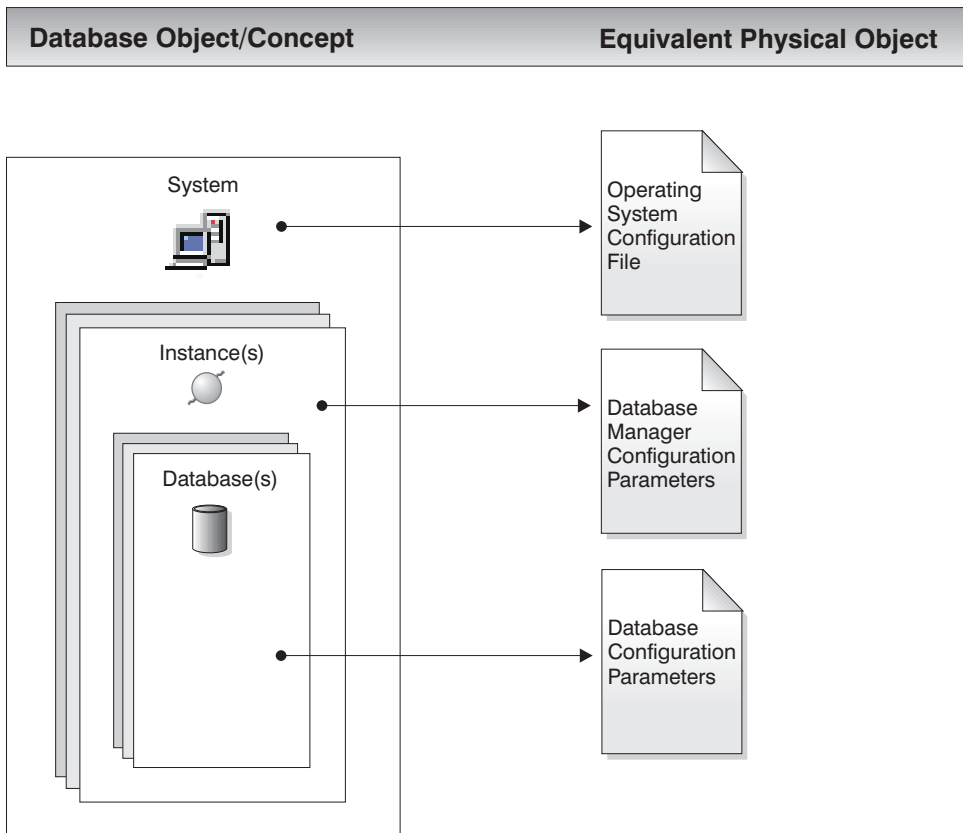 Database Object/Concept
Equivalent Physical Object
System
Operating
System
Configuration
File
Instance(s)
Database
Manager
Configuration
Parameters
Database(s)
Database
Configuration
Parameters